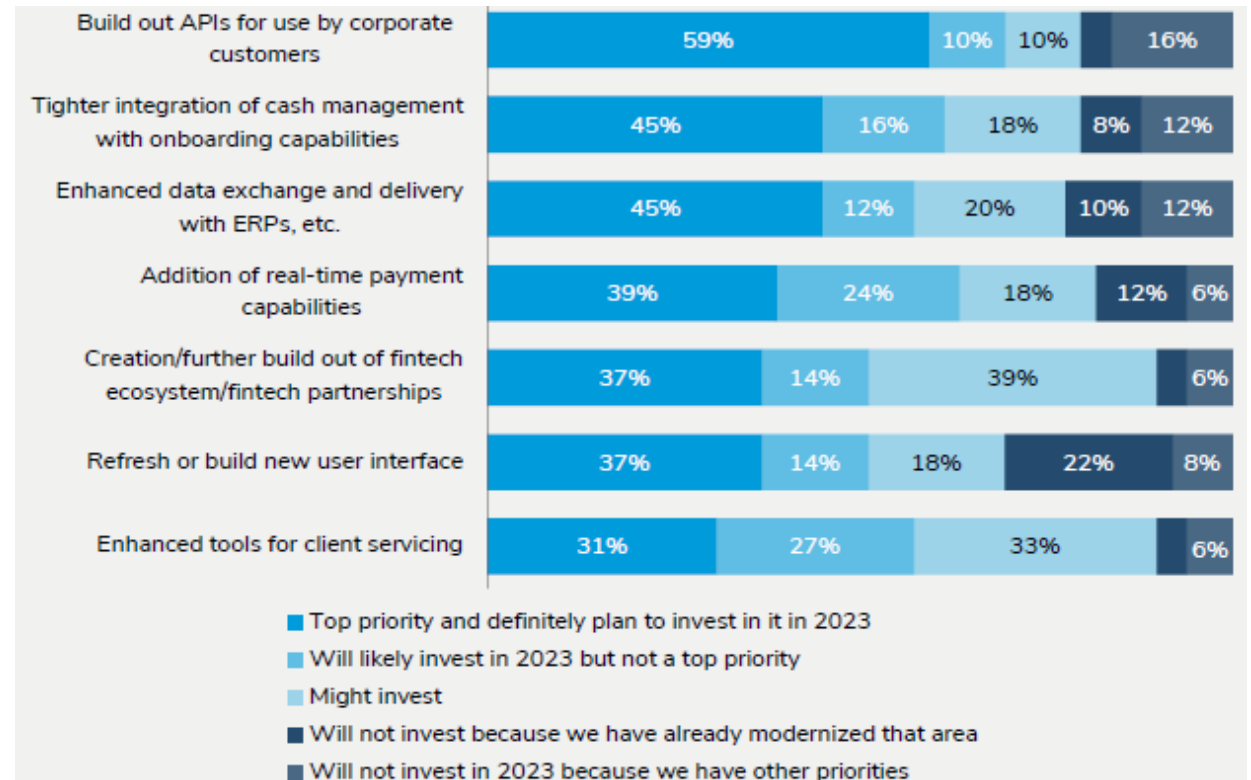 Build out APIs for use by corporate
customers
59% 10% 10% 16%
Tighter integration of cash management
with onboarding capabilities
45% 16% 18% 8% 12%
Enhanced data exchange and delivery
with ERPs, etc.
45% 12% 20% 10% 12%
Addition of real-time payment
capabilities
39% 24% 18% 12% 6%
Creation/further build out of fintech
ecosystem/fintech partnerships
37% 14% 39% 6%
Refresh or build new user interface
37% 14% 18% 22% 8%
Enhanced tools for client servicing
31% 27% 33% 6%
Top priority and definitely plan to invest in it in 2023
Will likely invest in 2023 but not a top priority
Might invest
Will not invest because we have already modernized that area
Will not invest in 2023 because we have other priorities